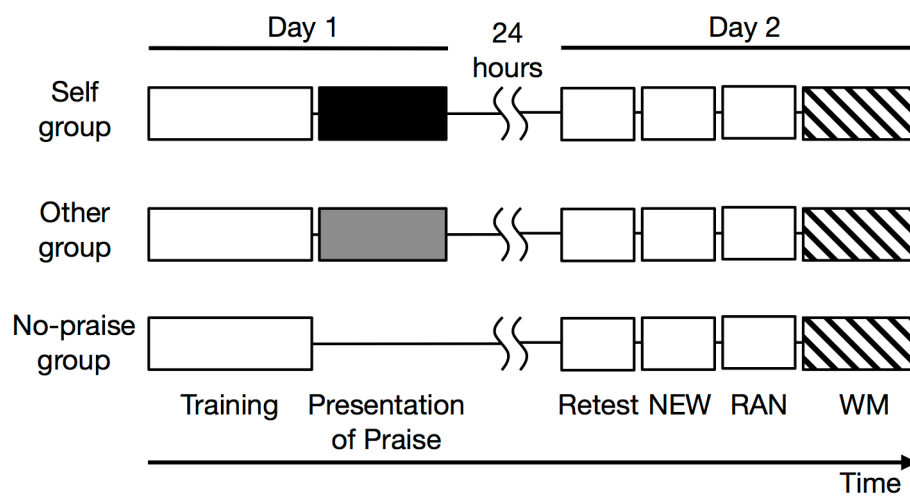 Day 1
24
hours
Day 2
Self
group
Other
group
No-praise
group
Training
Presentation
of Praise
Retest
NEW
RAN
WM
Time